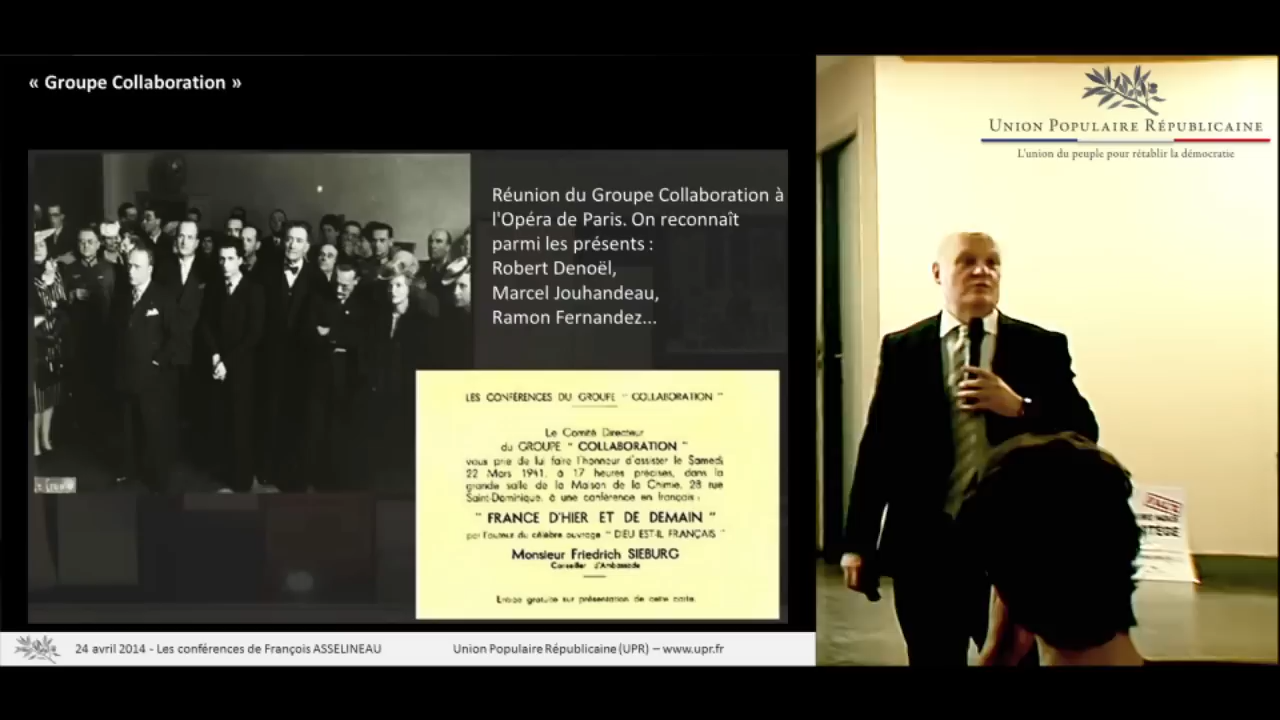 « Groupe Collaboration »
Réunion du Groupe Collaboration à
l'Opéra de Paris. On reconnaît
parmi les présents :
Robert Denoël,
Marcel Jouhandeau,
Ramon Fernandez...
LES CONFÉRENCES DU GROUPE " COLLABORATION "
Le Comité Directeur
du GROUPE " COLLABORATION "
vous prie de lui faire l'honneur d'assister le Samedi
22 Mars 1941, à 17 heures précises, dans la
grande salle de la Maison de la Chimie, 28 rue
Saint-Dominique, à une conférence en français :
" FRANCE D'HIER ET DE DEMAIN "
par l'auteur du célèbre ouvrage " DIEU EST-IL FRANÇAIS "
Monsieur Friedrich SIEBURG
Conseiller d'Ambassade
Entrée gratuite sur présentation de cette carte.
24 avril 2014 - Les conférences de François ASSELINEAU
Union Populaire Républicaine (UPR) – www.upr.fr
UNION POPULAIRE RÉPUBLICAINE
L'union du peuple pour rétablir la démocratie